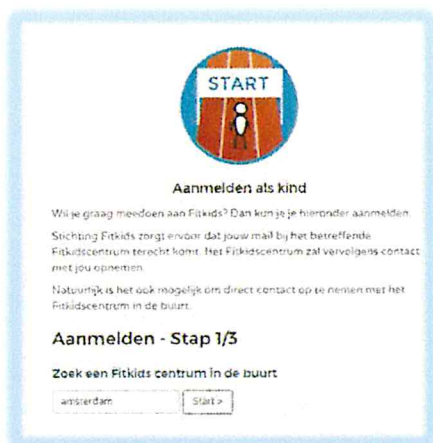 START
Aanmelden als kind
Wil je graag meedoen aan Fitkids? Dan kun je je hieronder aanmelden.
Stichting Fitkids zorgt ervoor dat jouw mail bij het betreffende
Fitkidscentrum terecht komt. Het Fitkidscentrum zal vervolgens contact
met jou opnemen.
Natuurlijk is het ook mogelijk om direct contact op te nemen met het
Fitkidscentrum in de buurt.
Aanmelden - Stap 1/3
Zoek een Fitkids centrum in de buurt
amsterdam
Start >